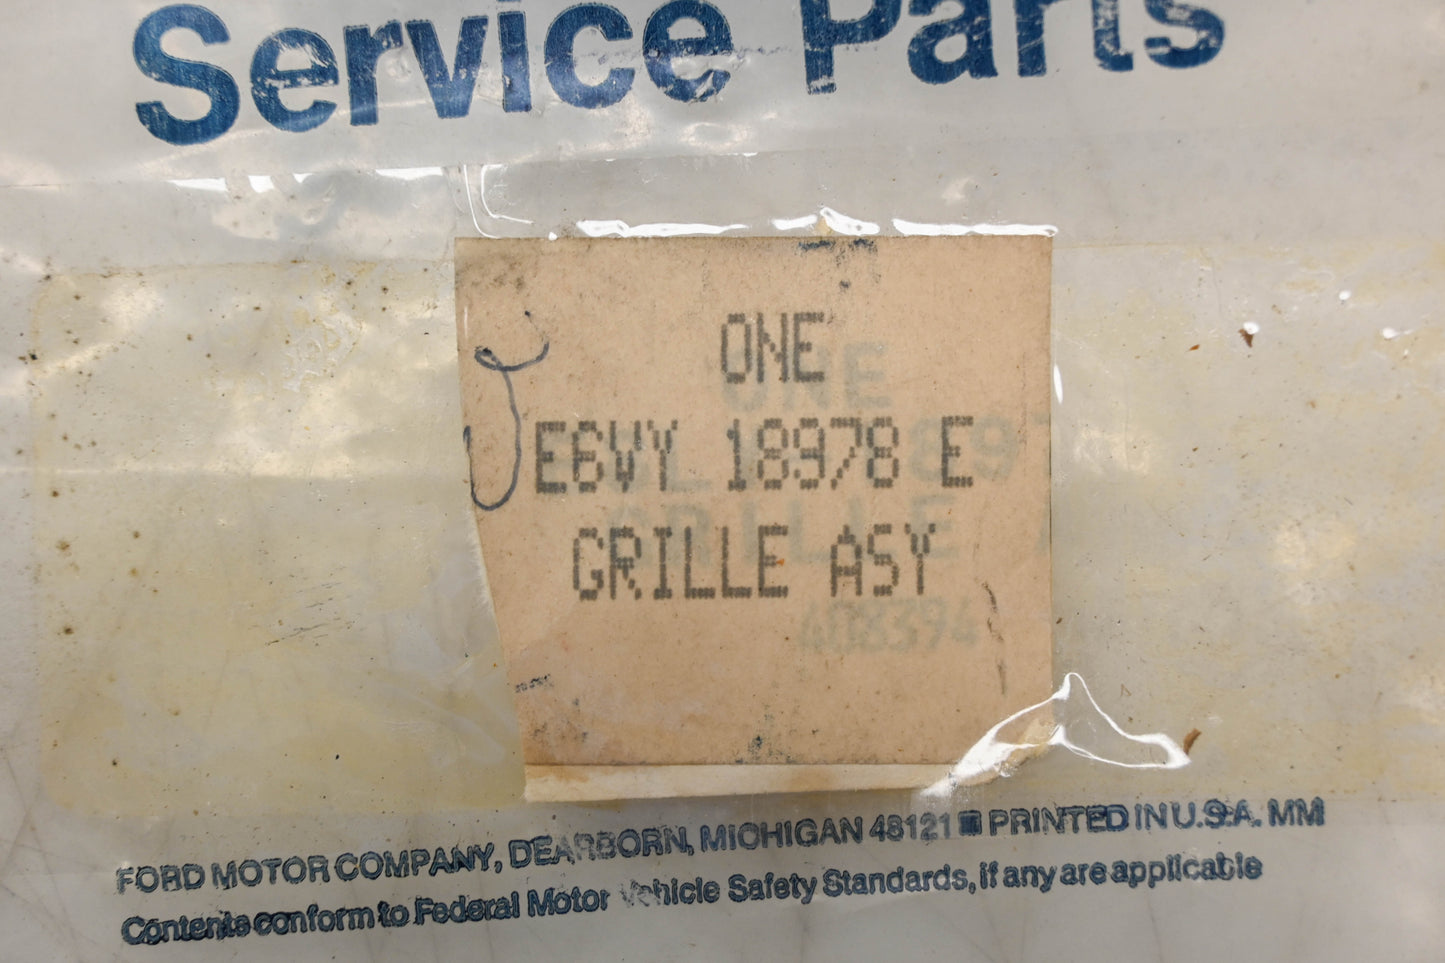 Service Parts
ONE
E6VY 18978 E
GRILLE ASY
408394
FORD MOTOR COMPANY, DEARBORN, MICHIGAN 48121 ■ PRINTED IN U.S.A. MM
Contents conform to Federal Motor Vehicle Safety Standards, if any are applicable